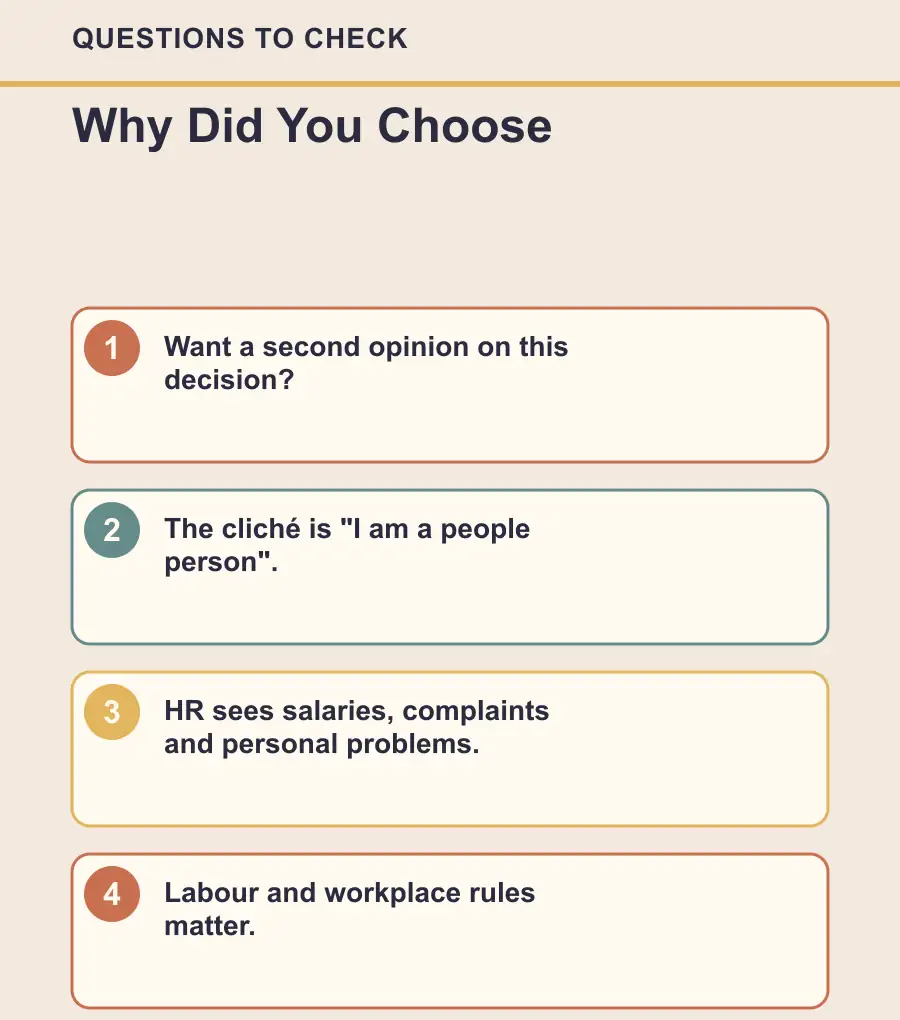 QUESTIONS TO CHECK
Why Did You Choose
1
Want a second opinion on this
decision?
2
The cliché is "I am a people
person".
3
HR sees salaries, complaints
and personal problems.
4
Labour and workplace rules
matter.